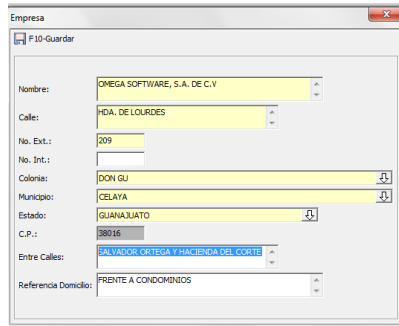 Empresa
F10-Guardar
Nombre: OMEGA SOFTWARE, S.A. DE C.V
Calle: HDA. DE LOURDES
No. Ext.: 209
No. Int.:
Colonia: DON GU
Municipio: CELAYA
Estado: GUANAJUATO
C.P.: 38016
Entre Calles: SALVADOR ORTEGA Y HACIENDA DEL CORTE
Referencia Domicilio: FRENTE A CONDOMINIOS